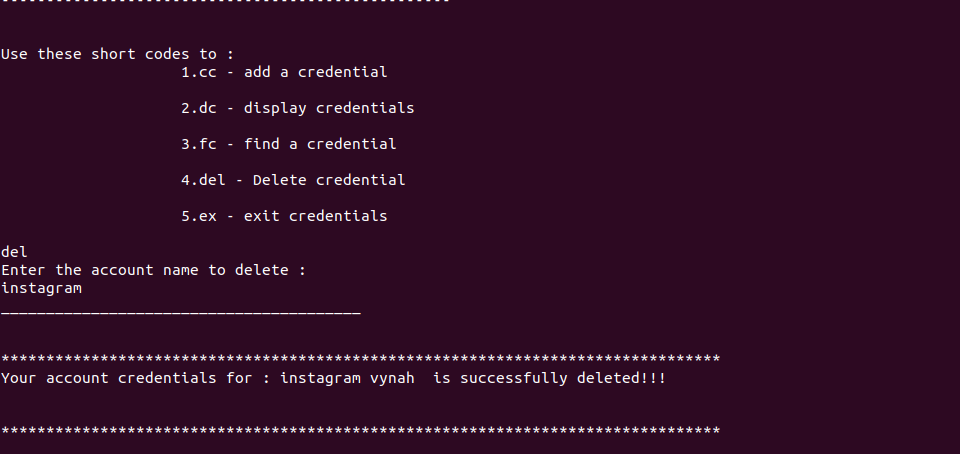 --------------------------------------------------
Use these short codes to :
1.cc - add a credential
2.dc - display credentials
3.fc - find a credential
4.del - Delete credential
5.ex - exit credentials
del
Enter the account name to delete :
instagram
________________________________________
********************************************************************************
Your account credentials for : instagram vynah  is successfully deleted!!!
********************************************************************************